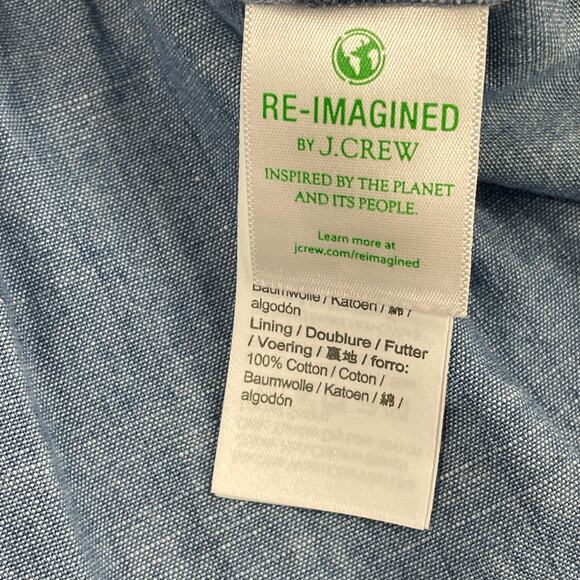 RE-IMAGINED
BY J.CREW
INSPIRED BY THE PLANET
AND ITS PEOPLE.
Learn more at
jcrew.com/reimagined
Baumwolle / Katoen / 綿 /
algodón
Lining / Doublure / Futter
/ Voering / 裏地 / forro:
100% Cotton / Coton /
Baumwolle / Katoen / 綿 /
algodón